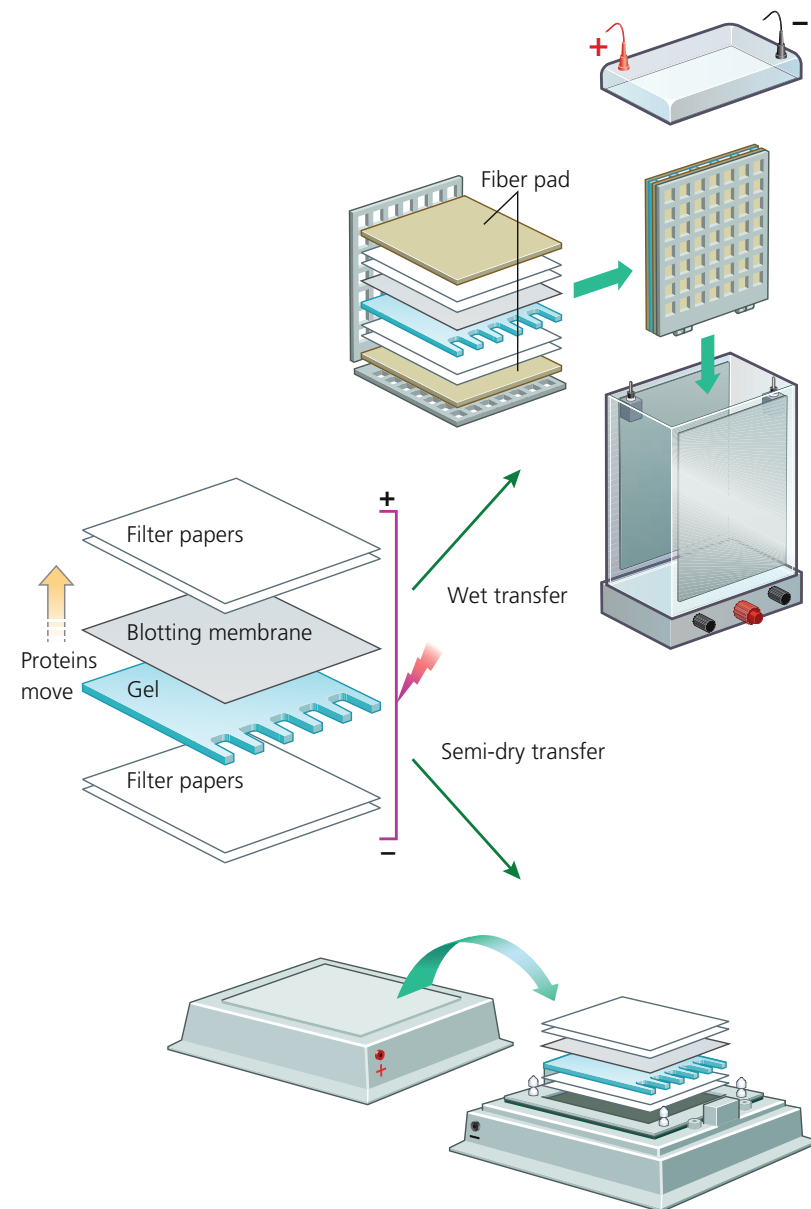 +
−
Fiber pad
+
Filter papers
Wet transfer
Blotting membrane
Proteins
move
Gel
Semi-dry transfer
Filter papers
−
+
−